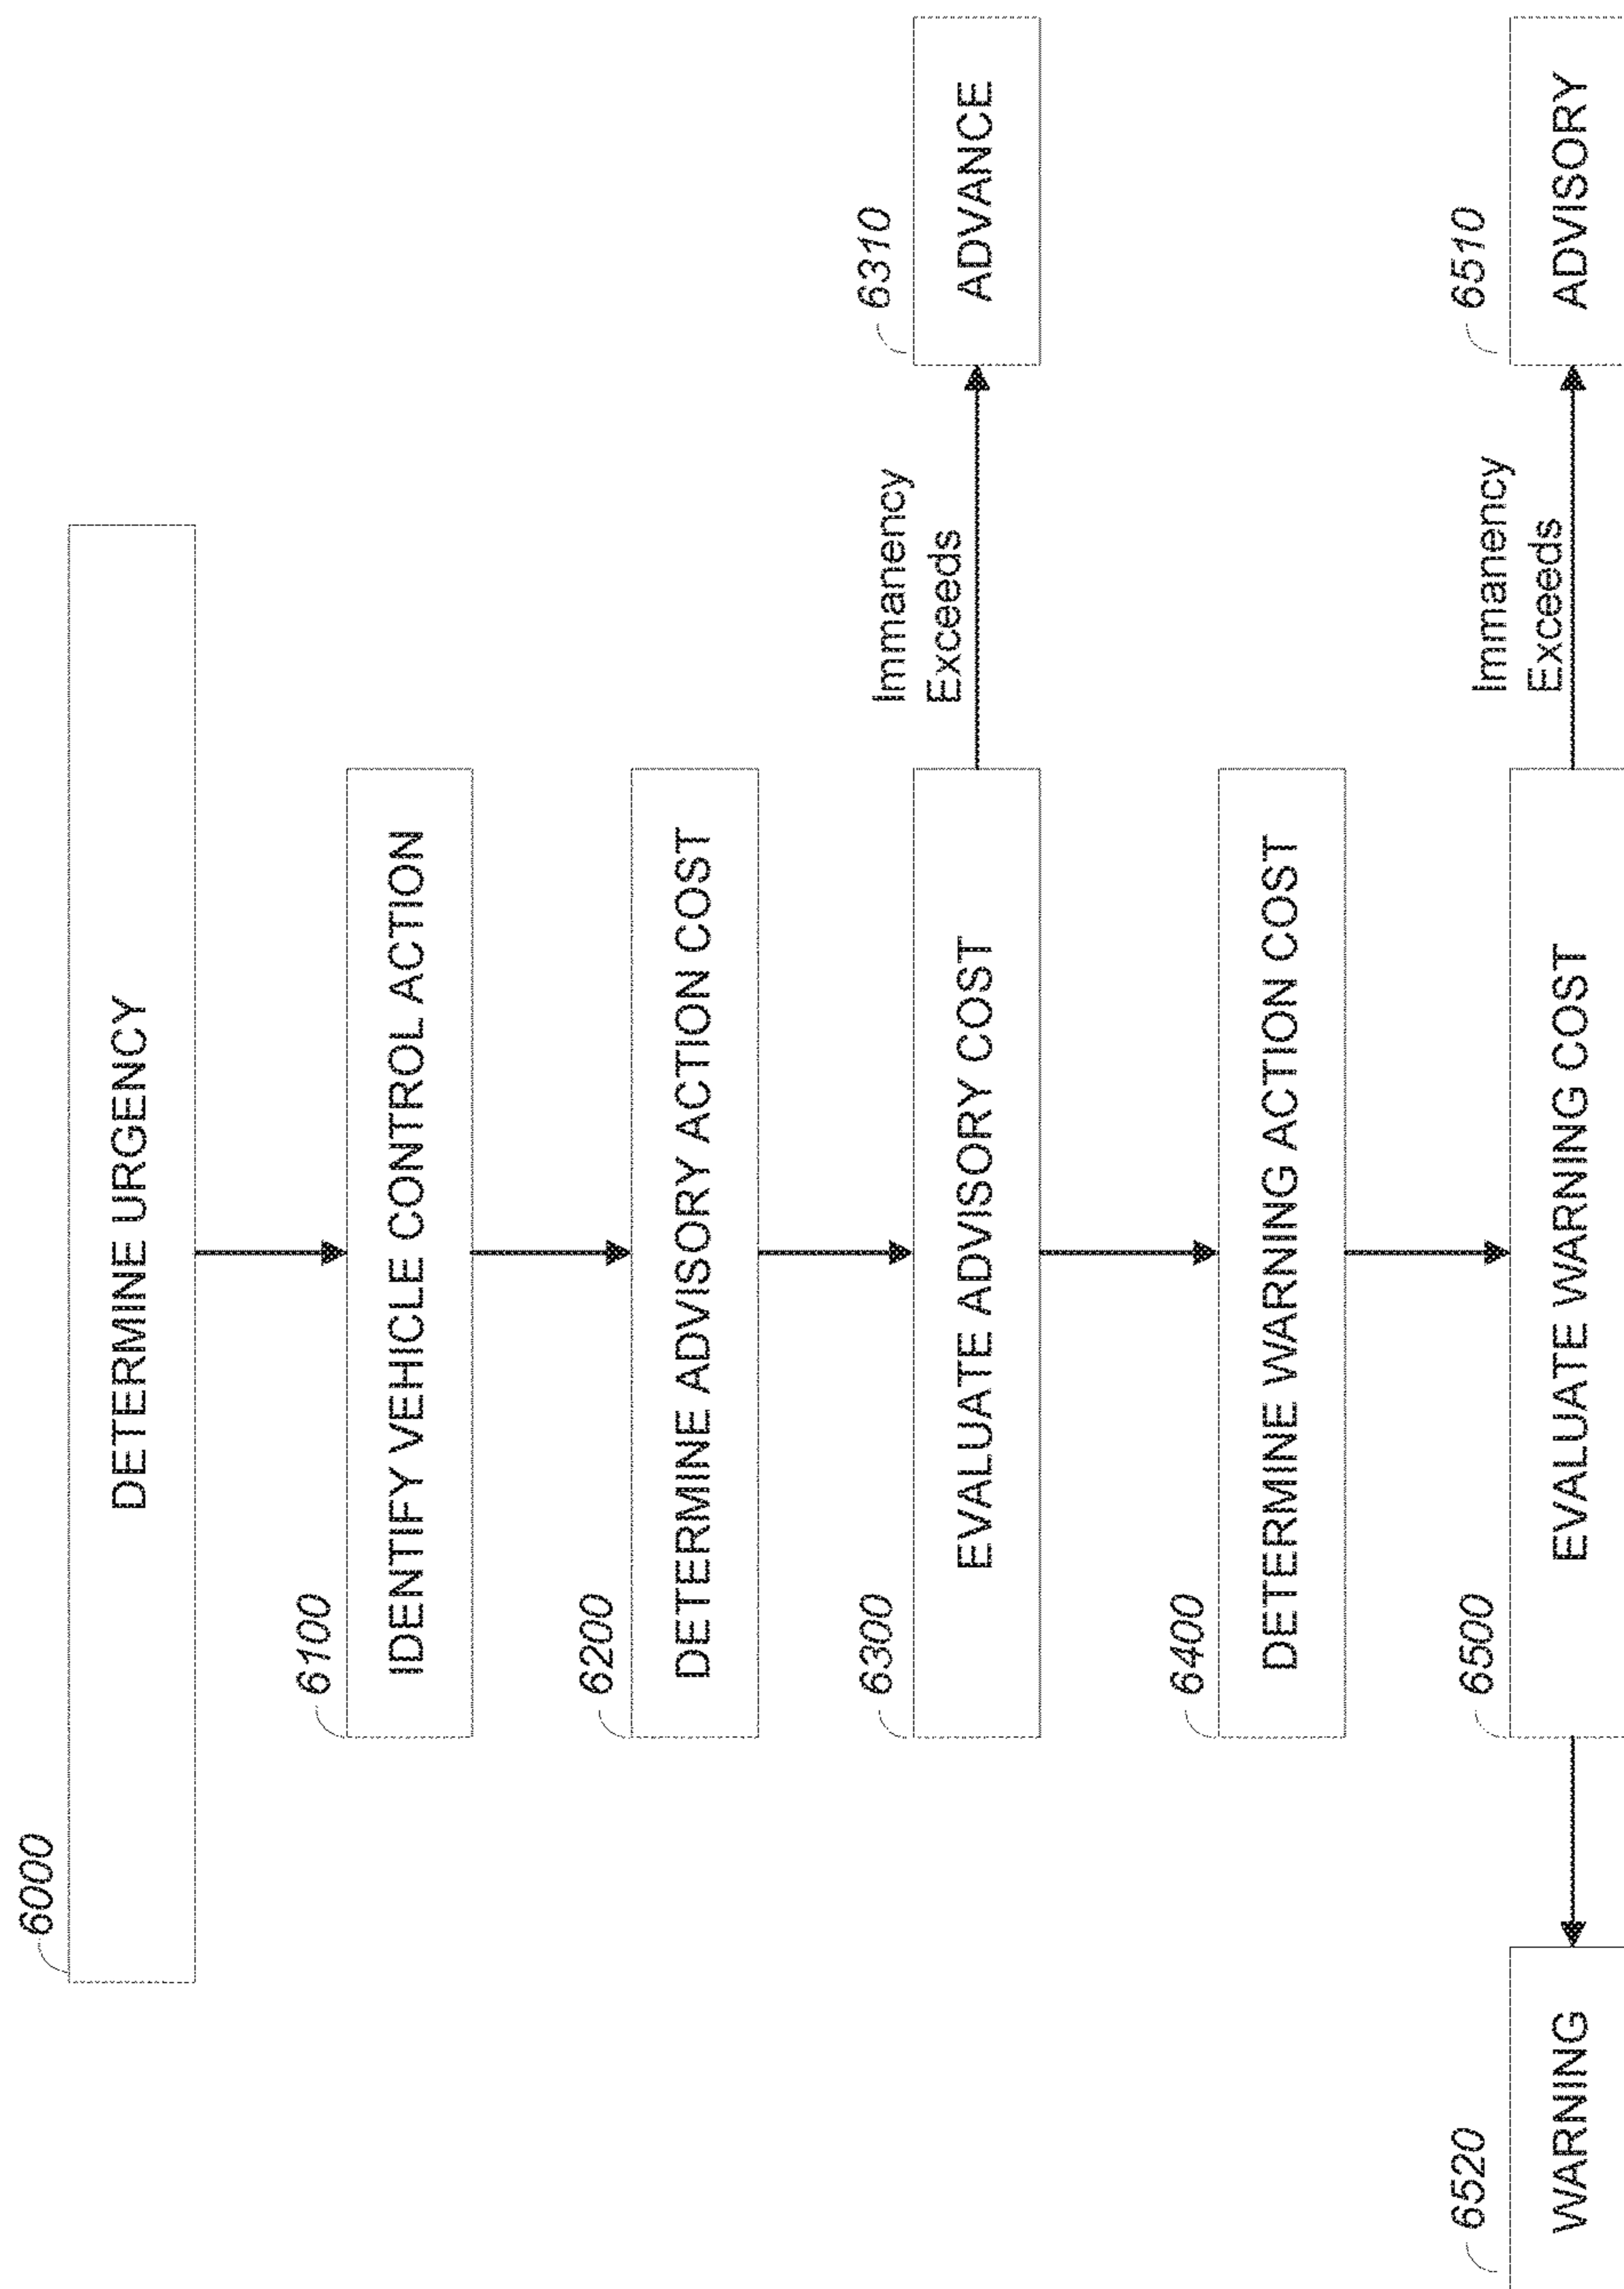 6000
DETERMINE URGENCY
6100
IDENTIFY VEHICLE CONTROL ACTION
6200
DETERMINE ADVISORY ACTION COST
6300
EVALUATE ADVISORY COST
Immanency
Exceeds
6310
ADVANCE
6400
DETERMINE WARNING ACTION COST
6520
WARNING
6500
EVALUATE WARNING COST
Immanency
Exceeds
6510
ADVISORY